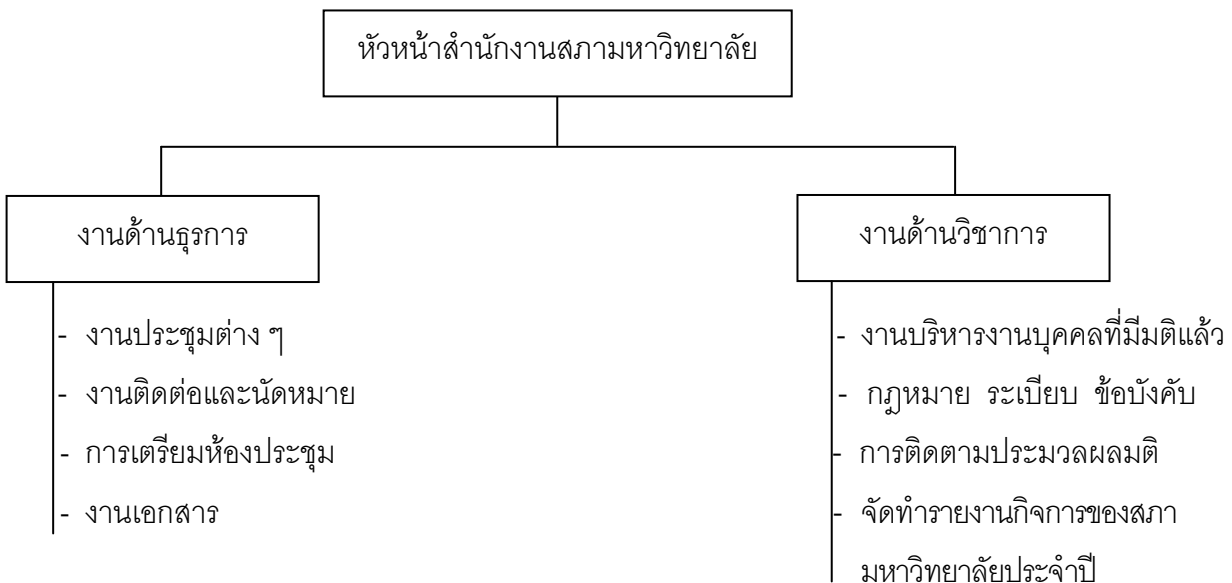 หัวหน้าสำนักงานสภามหาวิทยาลัย
งานด้านธุรการ
- งานประชุมต่าง ๆ
- งานติดต่อและนัดหมาย
- การเตรียมห้องประชุม
- งานเอกสาร
งานด้านวิชาการ
- งานบริหารงานบุคคลที่มีมติแล้ว
- กฎหมาย ระเบียบ ข้อบังคับ
- การติดตามประมวลผลมติ
- จัดทำรายงานกิจการของสภา
มหาวิทยาลัยประจำปี